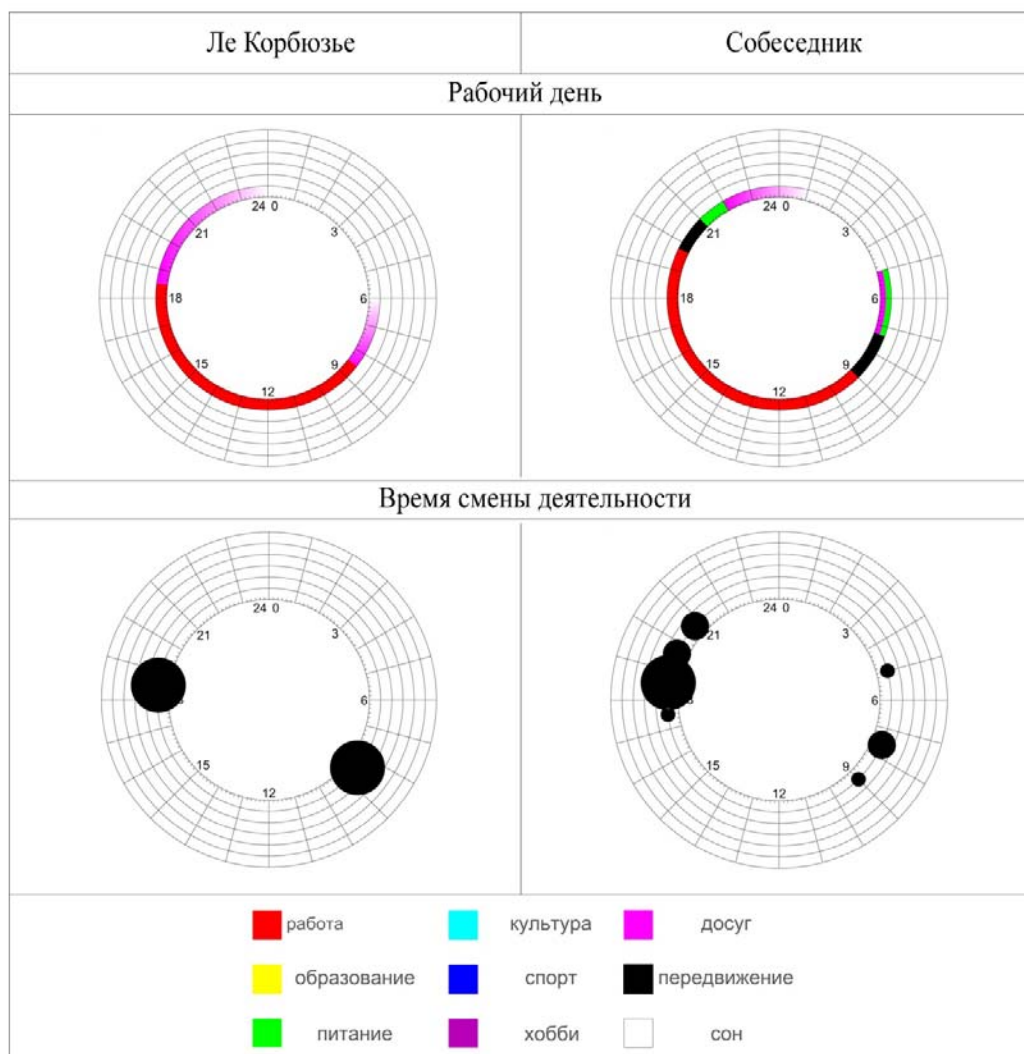 Ле Корбюзье
Собеседник
Рабочий день
24 0
3
6
9
12
15
18
21
24 0
3
6
9
12
15
18
21
Время смены деятельности
24 0
3
6
12
15
21
24 0
3
6
9
12
15
21
работа
культура
досуг
образование
спорт
передвижение
питание
хобби
сон